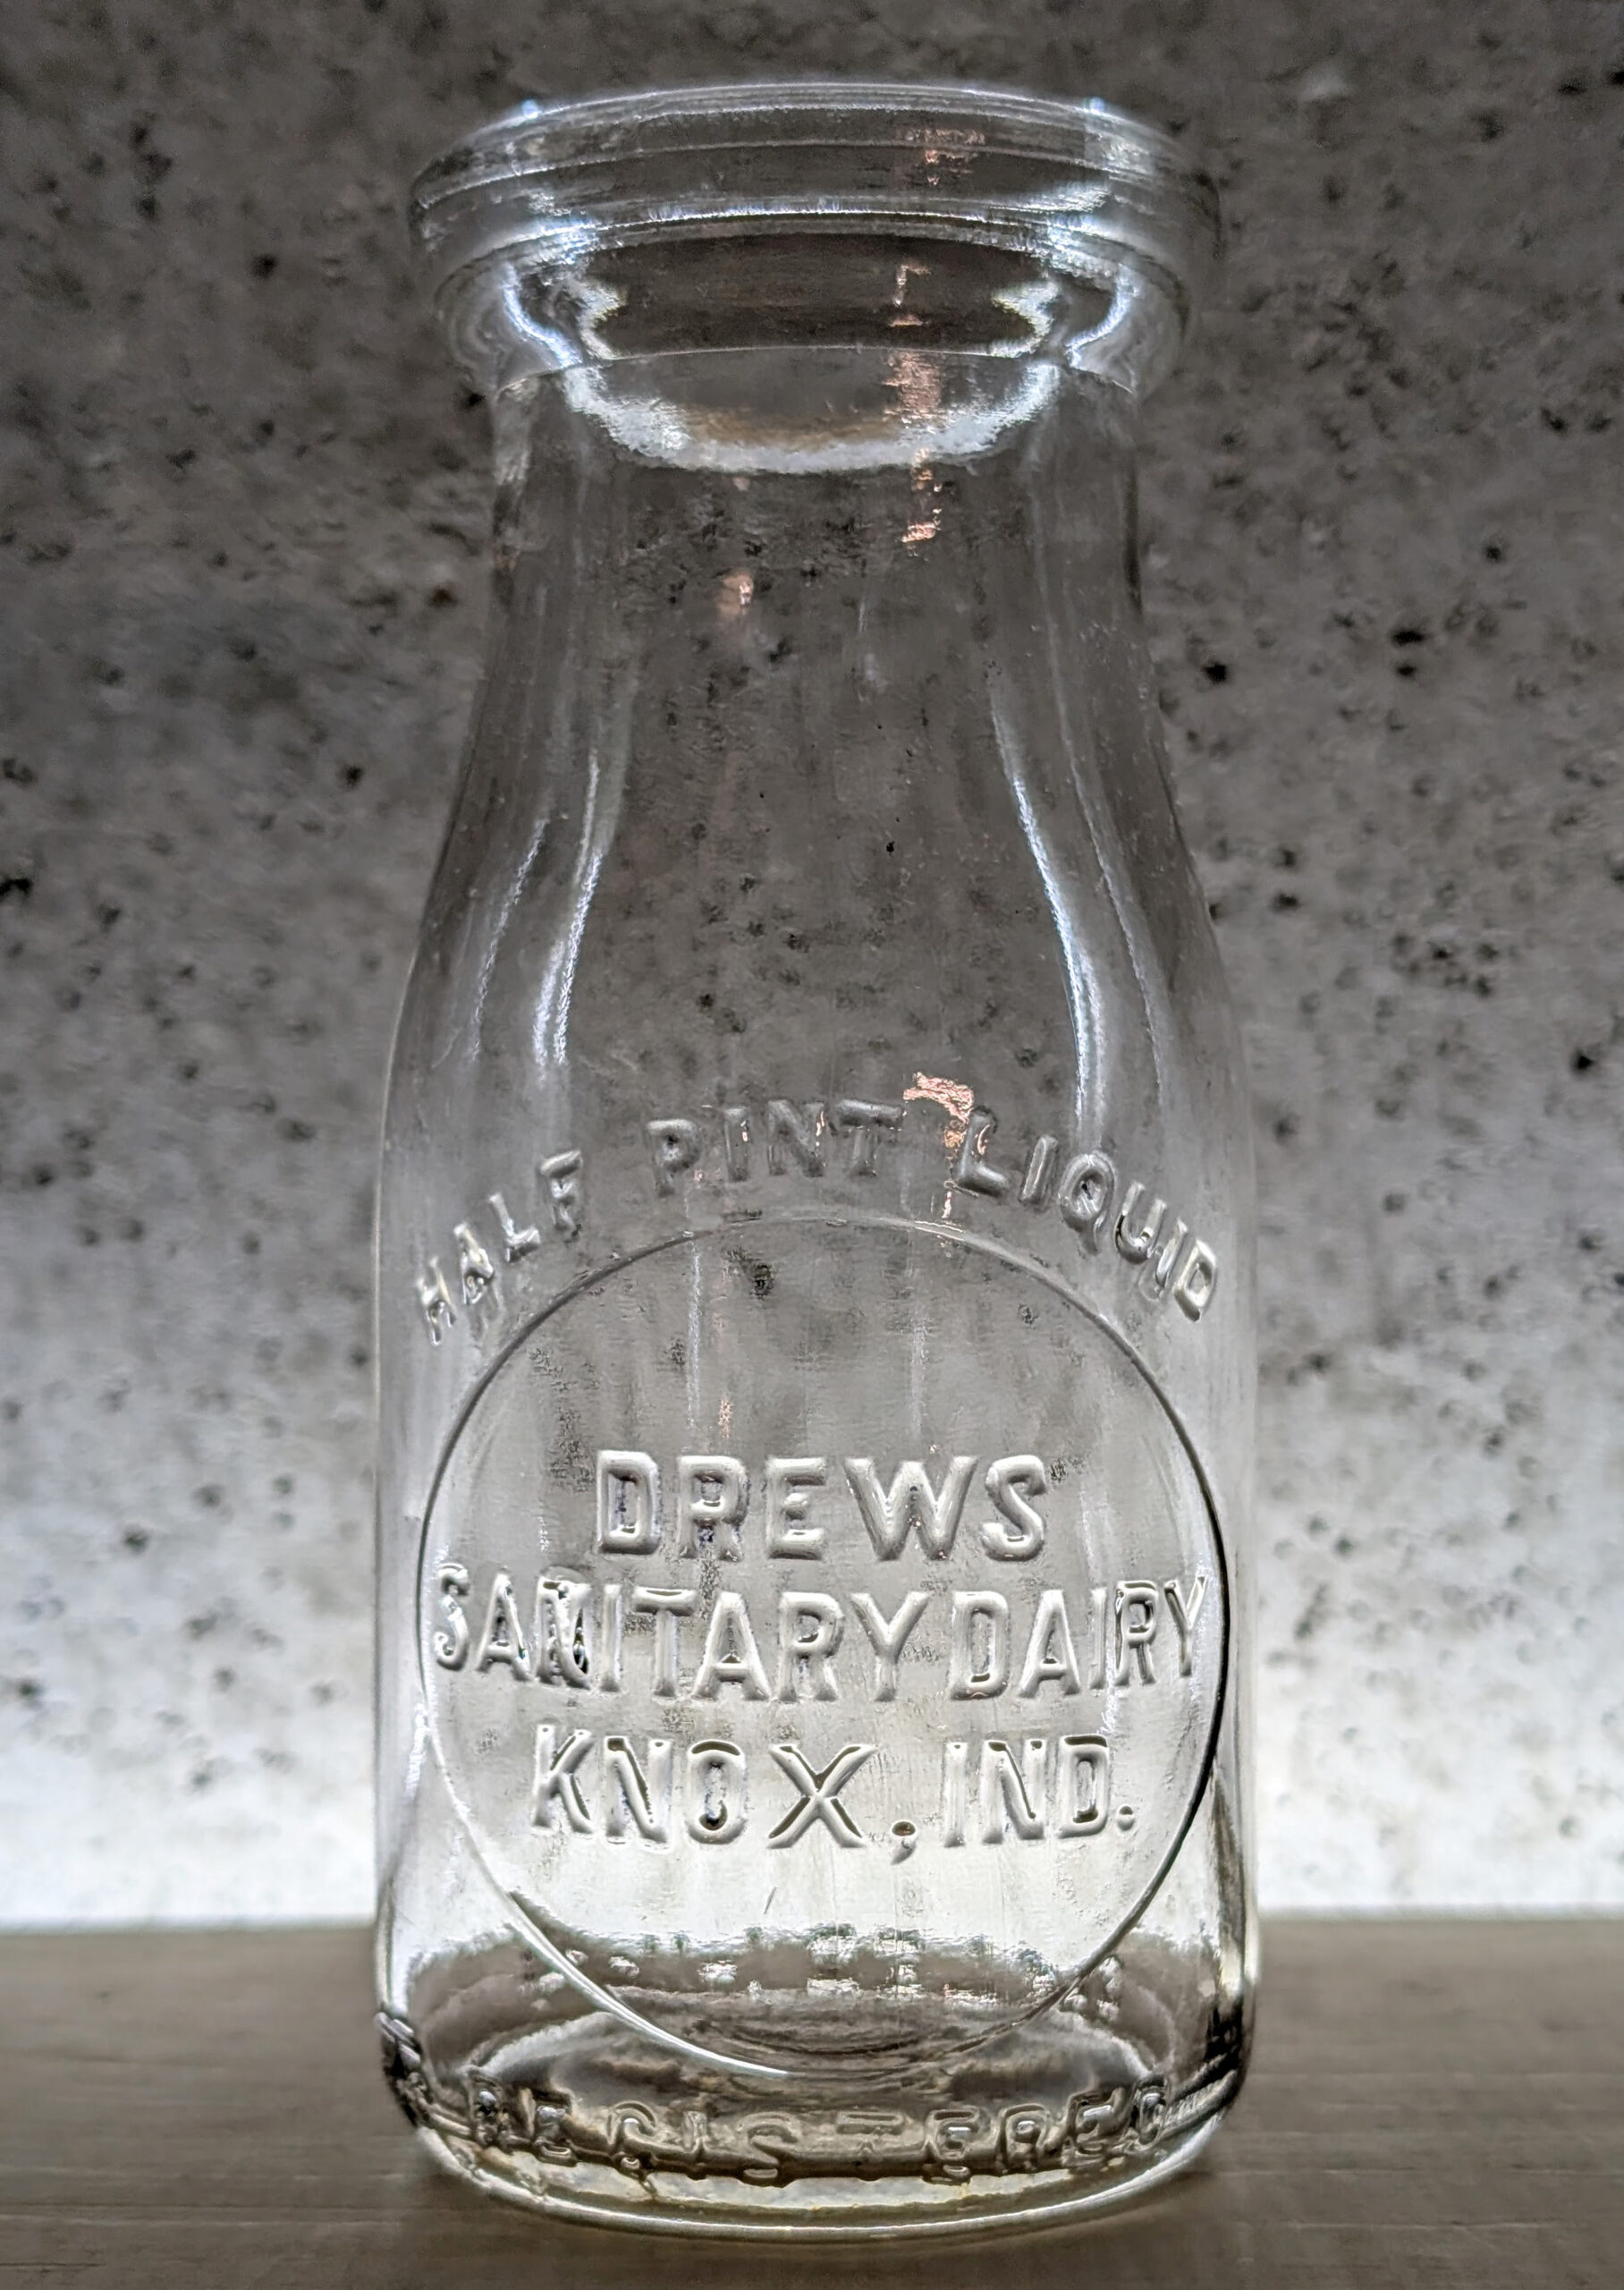 HALF PINT LIQUID
DREWS
SANITARY DAIRY
KNOX, IND.
REGISTERED